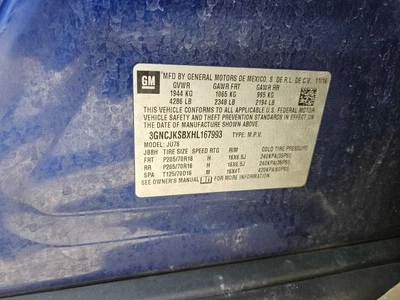 GM
MFD BY GENERAL MOTORS DE MEXICO, S. DE R.L. DE C.V. 11/16
GVWR GAWR FRT GAWR RR
1944 KG 1065 KG 995 KG
4286 LB 2348 LB 2194 LB
THIS VEHICLE CONFORMS TO ALL APPLICABLE U.S. FEDERAL MOTOR
VEHICLE SAFETY AND THEFT PREVENTION STANDARDS IN EFFECT
ON THE DATE OF MANUFACTURE SHOWN ABOVE.
3GNCJKSBXHL167993 TYPE: M.P.V.
MODEL: JU76
JBBH TIRE SIZE SPEED RTG RIM COLD TIRE PRESSURE
FRT P205/70R16 H 16X6.5J 240KPA(35PSI)
RR P205/70R16 H 16X6.5J 240KPA(35PSI)
SPA T125/70D16 M 16X4T 420KPA(60PSI)
SEE OWNER'S MANUAL FOR ADDITIONAL INFORMATION